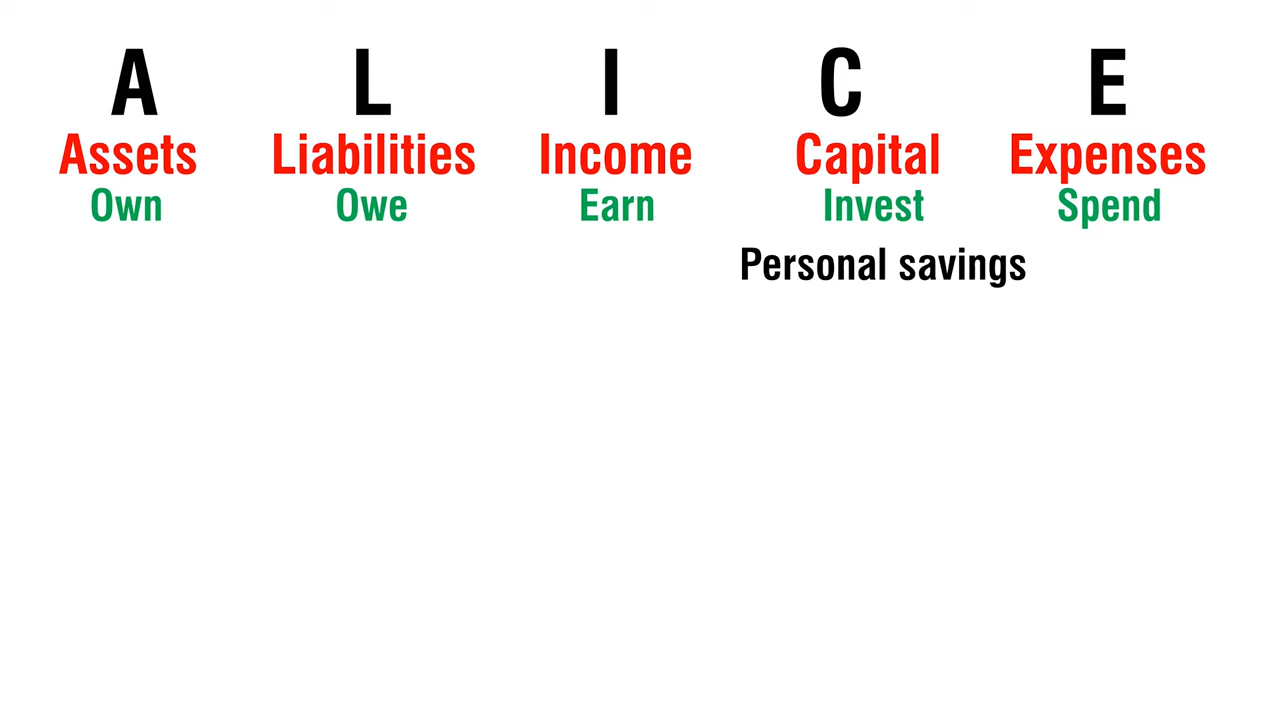 A L I C E
Assets Liabilities Income Capital Expenses
Own Owe Earn Invest Spend
Personal savings